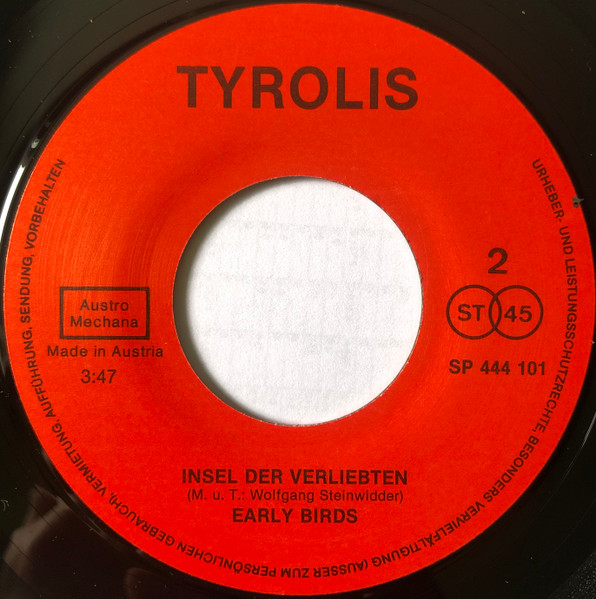 TYROLIS
URHEBER- UND LEISTUNGSSCHUTZRECHTE, BESONDERS VERVIELFÄLTIGUNG (AUSSER ZUM PERSÖNLICHEN GEBRAUCH), VERMIETUNG, AUFFÜHRUNG, SENDUNG, VORBEHALTEN
Austro
Mechana
Made in Austria
3:47
2
ST 45
SP 444 101
INSEL DER VERLIEBTEN
(M. u. T.: Wolfgang Steinwidder)
EARLY BIRDS